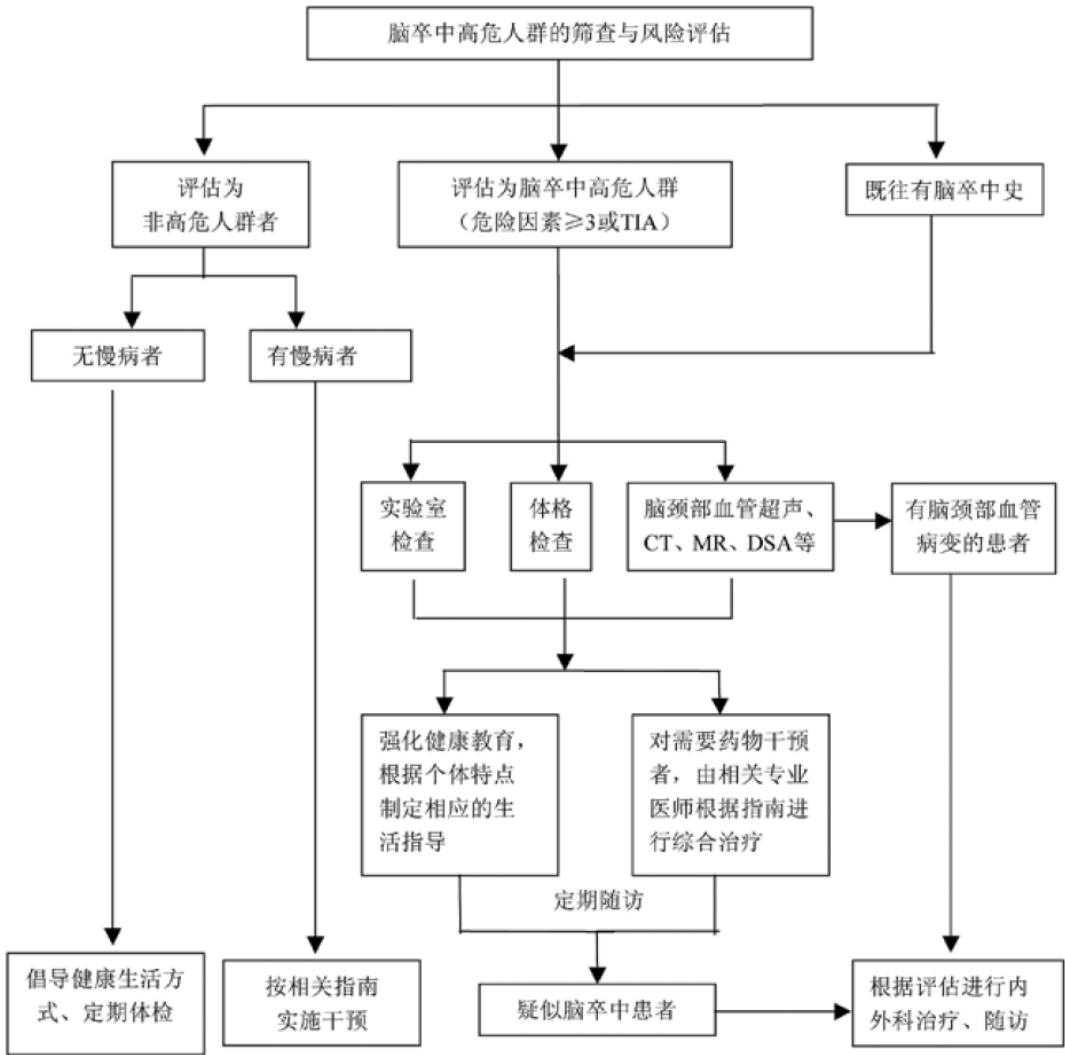 脑卒中高危人群的筛查与风险评估
评估为
非高危人群者
评估为脑卒中高危人群
（危险因素≥3或TIA）
既往有脑卒中史
无慢病者
有慢病者
实验室
检查
体格
检查
脑颈部血管超声、
CT、MR、DSA等
有脑颈部血管
病变的患者
强化健康教育，
根据个体特点
制定相应的生
活指导
对需要药物干预
者，由相关专业
医师根据指南进
行综合治疗
定期随访
倡导健康生活方
式、定期体检
按相关指南
实施干预
疑似脑卒中患者
根据评估进行内
外科治疗、随访